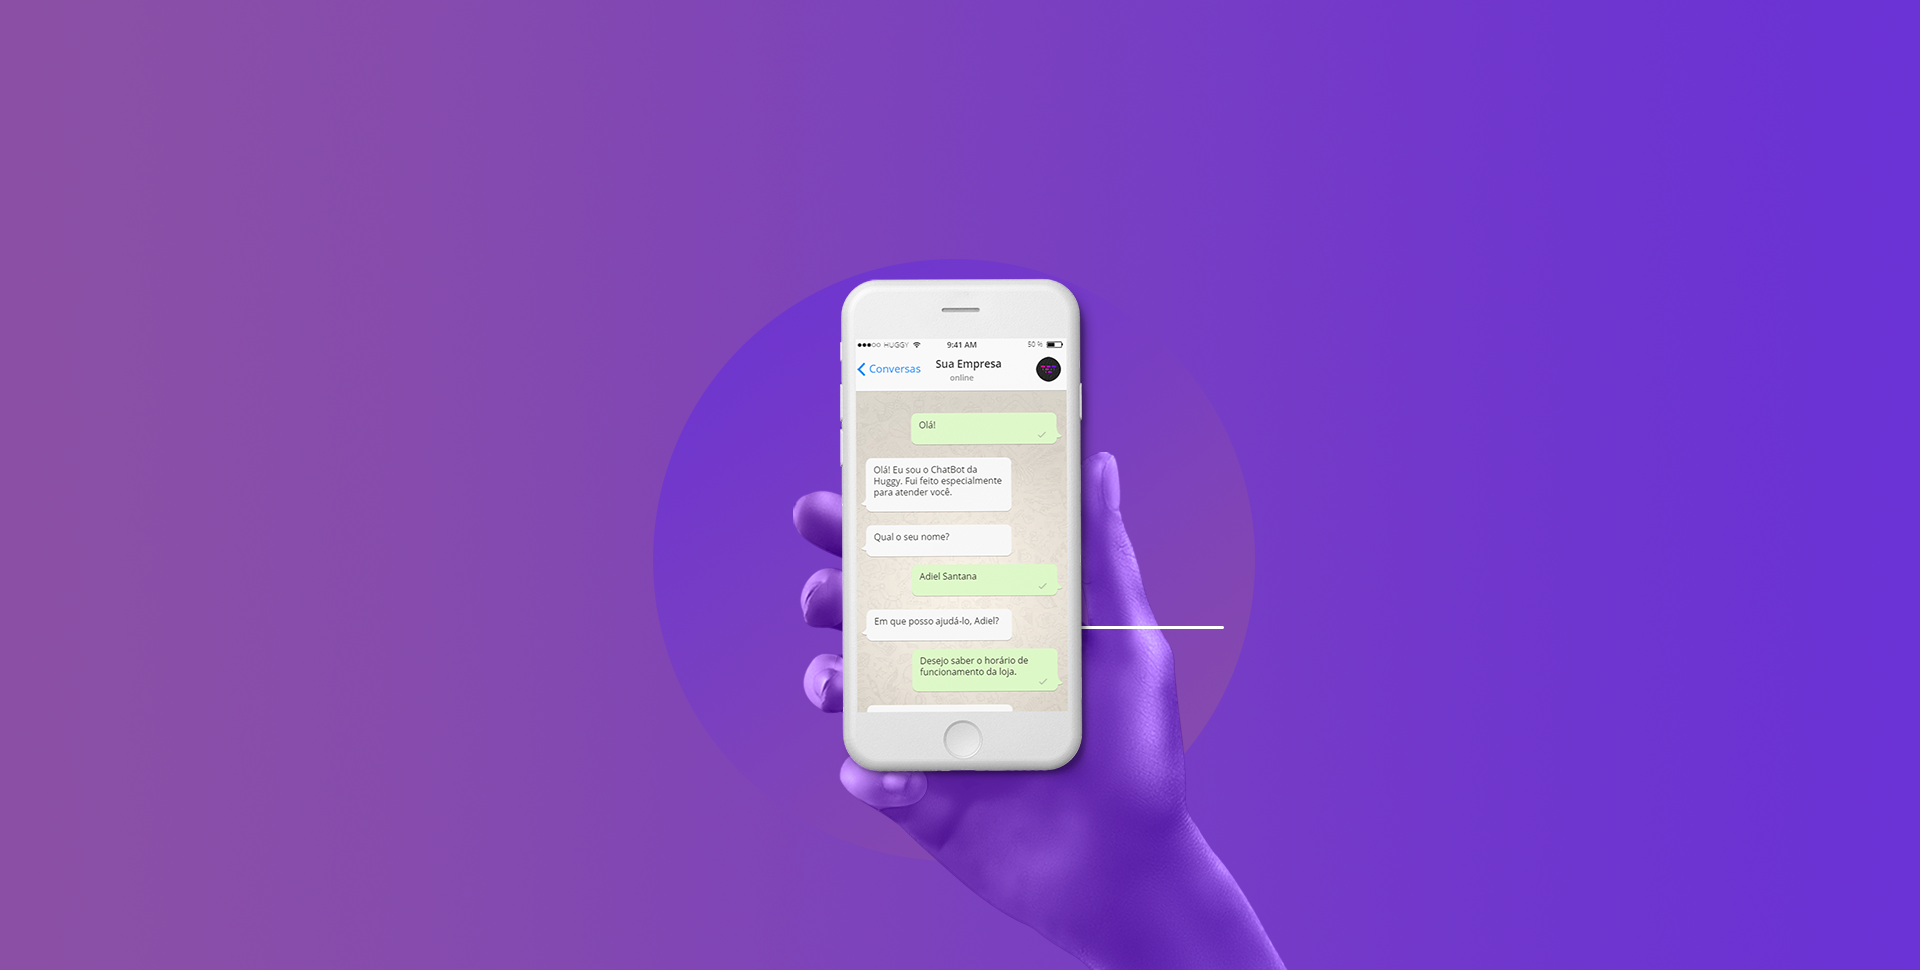 HUGGY
9:41 AM
50 %
Conversas
Sua Empresa
online
Olá!
Olá! Eu sou o ChatBot da
Huggy. Fui feito especialmente
para atender você.
Qual o seu nome?
Adiel Santana
Em que posso ajudá-lo, Adiel?
Desejo saber o horário de
funcionamento da loja.